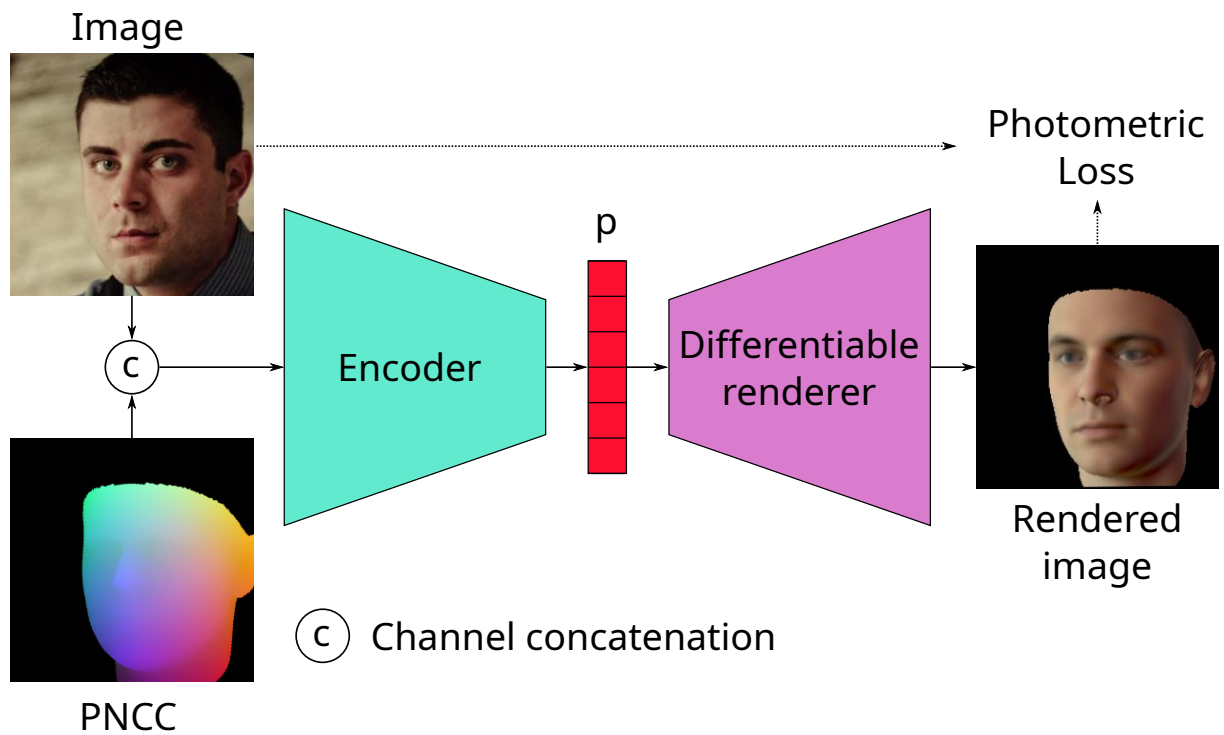 Image
Photometric
Loss
p
c
Encoder
Differentiable
renderer
Rendered
image
c Channel concatenation
PNCC